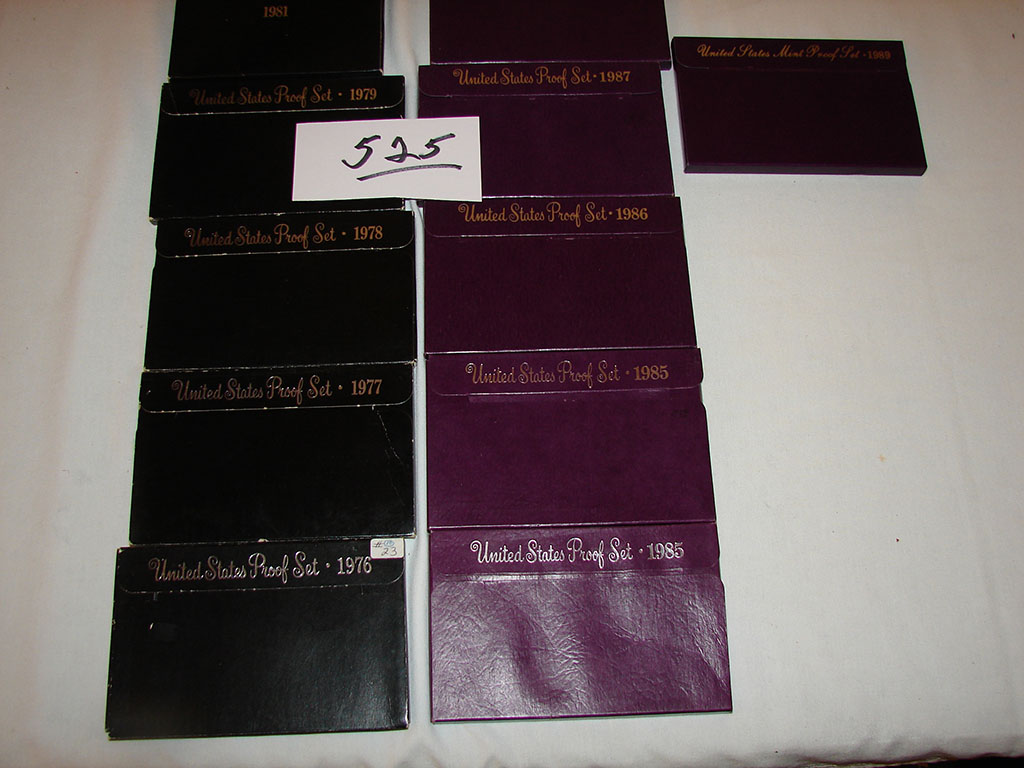 1981
United States Proof Set · 1979
United States Proof Set · 1978
United States Proof Set · 1977
United States Proof Set · 1976
23
525
United States Proof Set · 1987
United States Proof Set · 1986
United States Proof Set · 1985
United States Proof Set · 1985
United States Mint Proof Set · 1989